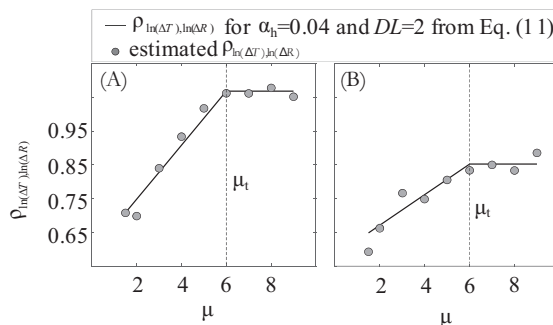 ρ ln(ΔT),ln(ΔR) for αh=0.04 and DL=2 from Eq. (11)
estimated ρln(ΔT),ln(ΔR)
(A) (B)
0.95
0.85
0.75
0.65
ρln(ΔT),ln(ΔR)
μt μt
2 4 6 8 2 4 6 8
μ μ